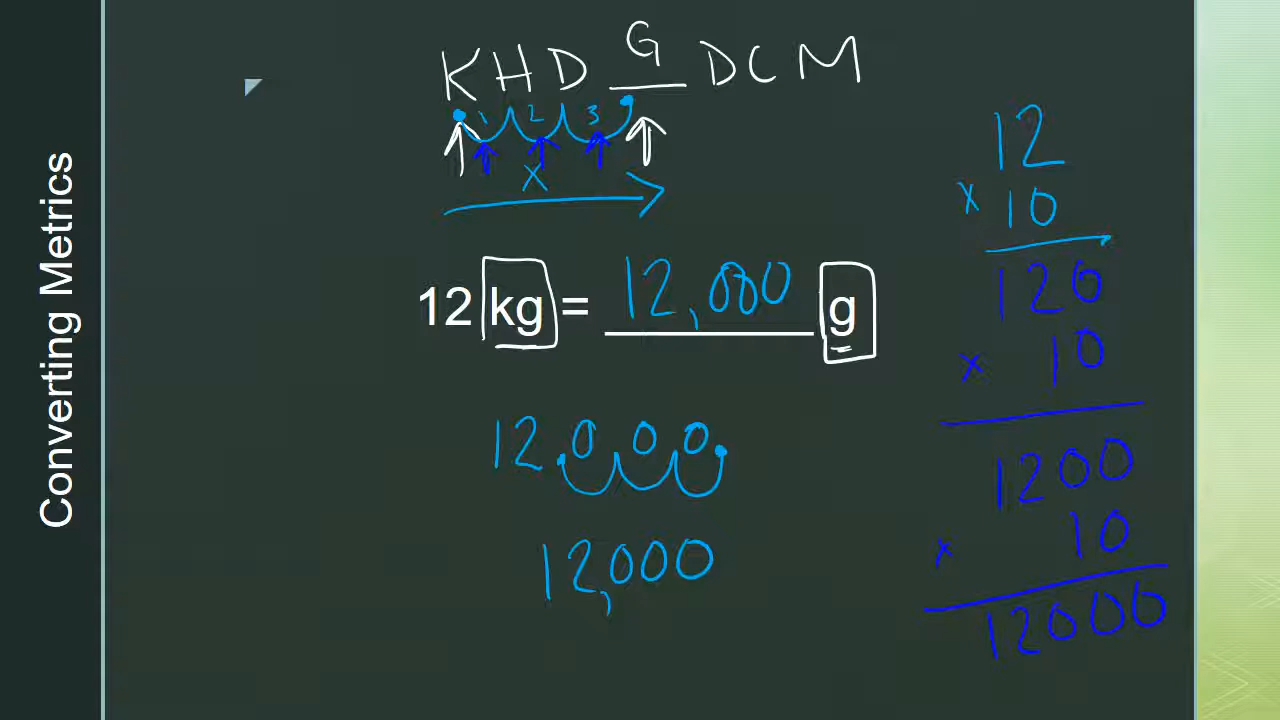 Converting Metrics
K H D G D C M
1 2 3
X
12 kg = 12,000 g
12.000.
12,000
12
x 10
120
x 10
1200
x 10
12000